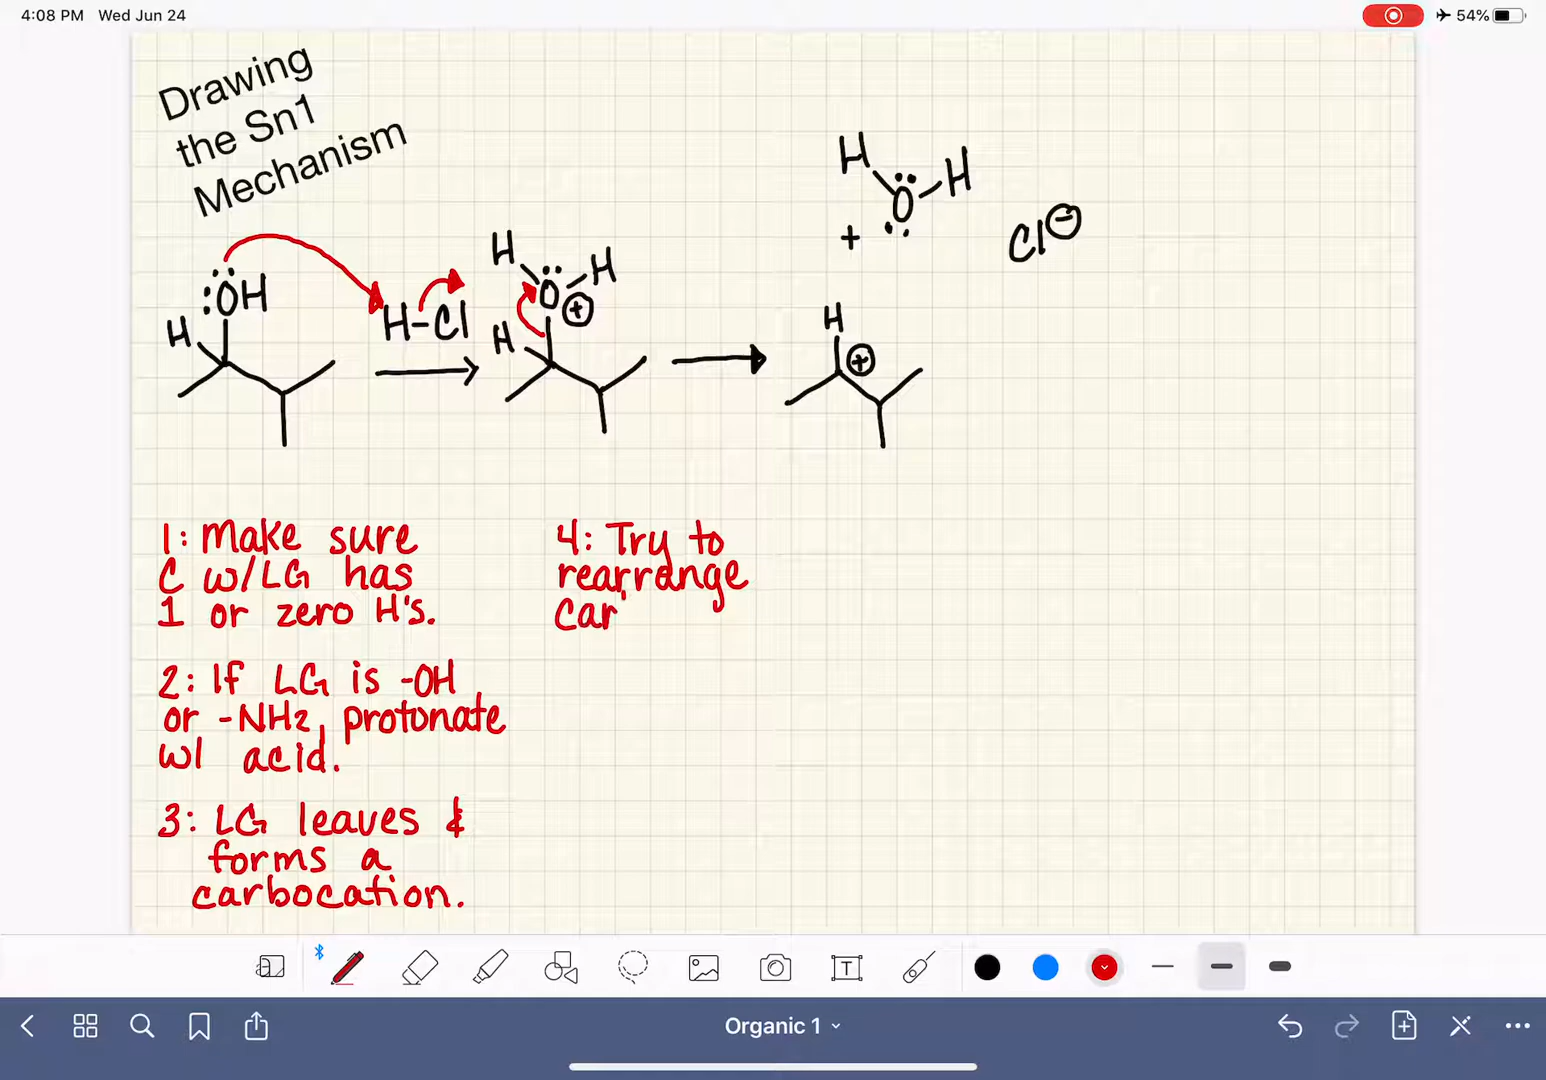 4:08 PM Wed Jun 24
54%
Drawing
the Sn1
Mechanism
H
H
O
+
Cl⊖
:ÖH
H
H-Cl
H
H
O
⊕
H
H
⊕
1: Make sure
C w/LG has
1 or zero H's.
2: If LG is -OH
or -NH2, protonate
w/ acid.
3: LG leaves &
forms a
carbocation.
4: Try to
rearrange
car
T
Organic 1